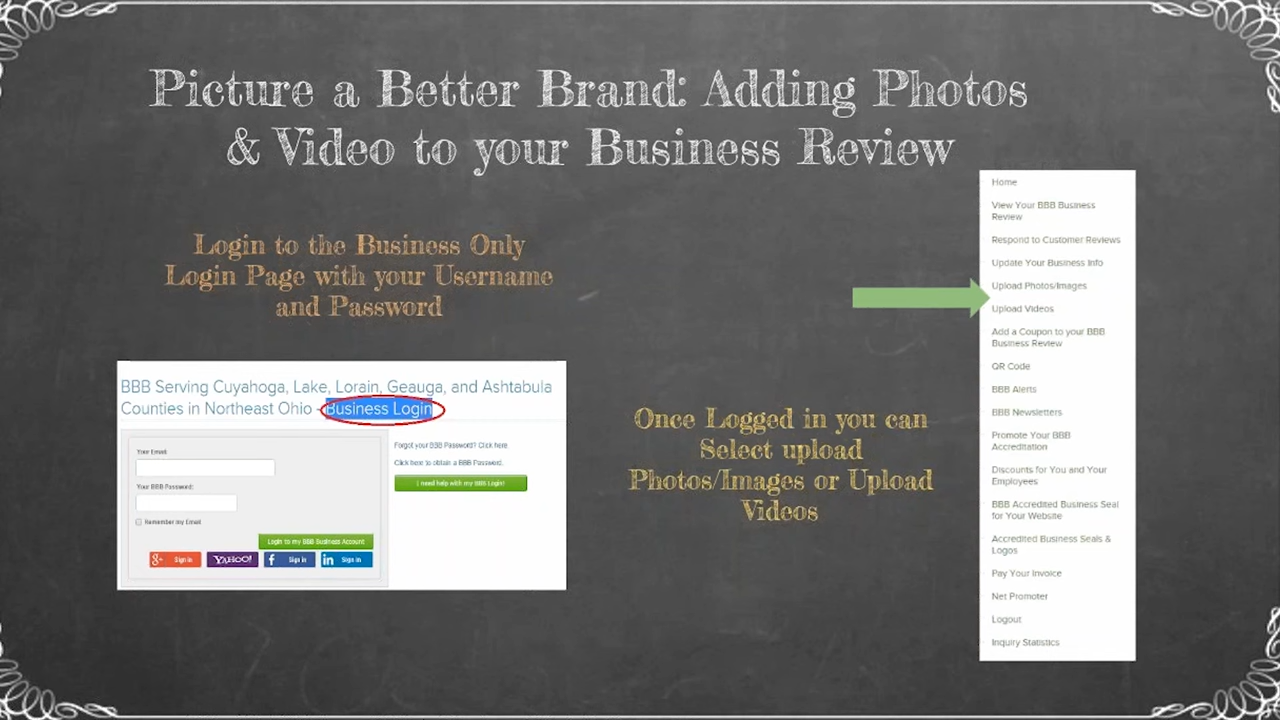 Picture a Better Brand: Adding Photos
& Video to your Business Review
Login to the Business Only
Login Page with your Username
and Password
BBB Serving Cuyahoga, Lake, Lorain, Geauga, and Ashtabula
Counties in Northeast Ohio - Business Login
Your Email:
Your BBB Password:
Remember my Email
Login to my BBB Business Account
g+ Sign in
YAHOO!
f Sign in
in Sign in
Forgot your BBB Password? Click here.
Click here to obtain a BBB Password.
I need help with my BBB Login!
Once Logged in you can
Select upload
Photos/Images or Upload
Videos
Home
View Your BBB Business
Review
Respond to Customer Reviews
Update Your Business Info
Upload Photos/Images
Upload Videos
Add a Coupon to your BBB
Business Review
QR Code
BBB Alerts
BBB Newsletters
Promote Your BBB
Accreditation
Discounts for You and Your
Employees
BBB Accredited Business Seal
for Your Website
Accredited Business Seals &
Logos
Pay Your Invoice
Net Promoter
Logout
Inquiry Statistics